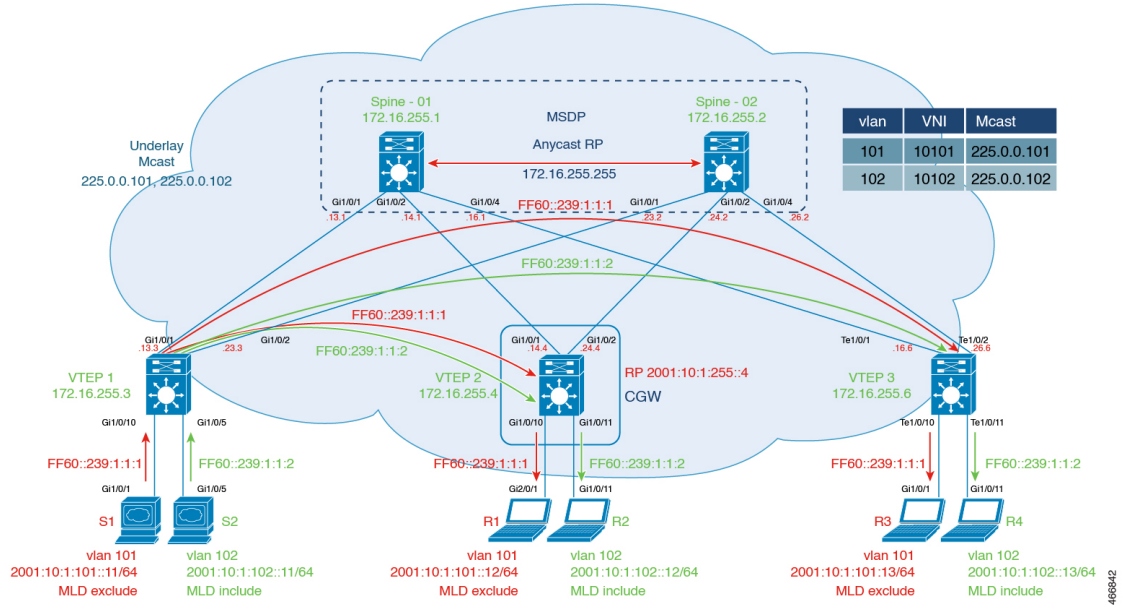 Spine - 01
172.16.255.1
MSDP
Spine - 02
172.16.255.2
Anycast RP
172.16.255.255
vlan VNI Mcast
101 10101 225.0.0.101
102 10102 225.0.0.102
Underlay
Mcast
225.0.0.101, 225.0.0.102
Gi1/0/1 Gi1/0/2 Gi1/0/4
.13.1 .14.1 .16.1
Gi1/0/1 Gi1/0/2 Gi1/0/4
.23.2 .24.2 .26.2
FF60::239:1:1:1
FF60:239:1:1:2
FF60::239:1:1:1
FF60:239:1:1:2
Gi1/0/1 Gi1/0/2
.13.3 .23.3
Gi1/0/1 Gi1/0/2
.14.4 .24.4
Te1/0/1 Te1/0/2
.16.6 .26.6
VTEP 1
172.16.255.3
VTEP 2
172.16.255.4
RP 2001:10:1:255::4
CGW
VTEP 3
172.16.255.6
Gi1/0/10 Gi1/0/5
Gi1/0/10 Gi1/0/11
Te1/0/10 Te1/0/11
FF60::239:1:1:1 FF60::239:1:1:2
FF60::239:1:1:1 FF60::239:1:1:2
FF60::239:1:1:1 FF60::239:1:1:2
Gi1/0/1 Gi1/0/5
Gi2/0/1 Gi1/0/11
Gi1/0/1 Gi1/0/11
S1 S2
R1 R2
R3 R4
vlan 101
2001:10:1:101::11/64
MLD exclude
vlan 102
2001:10:1:102::11/64
MLD include
vlan 101
2001:10:1:101::12/64
MLD exclude
vlan 102
2001:10:1:102::12/64
MLD include
vlan 101
2001:10:1:101:13/64
MLD exclude
vlan 102
2001:10:1:102::13/64
MLD include
466842